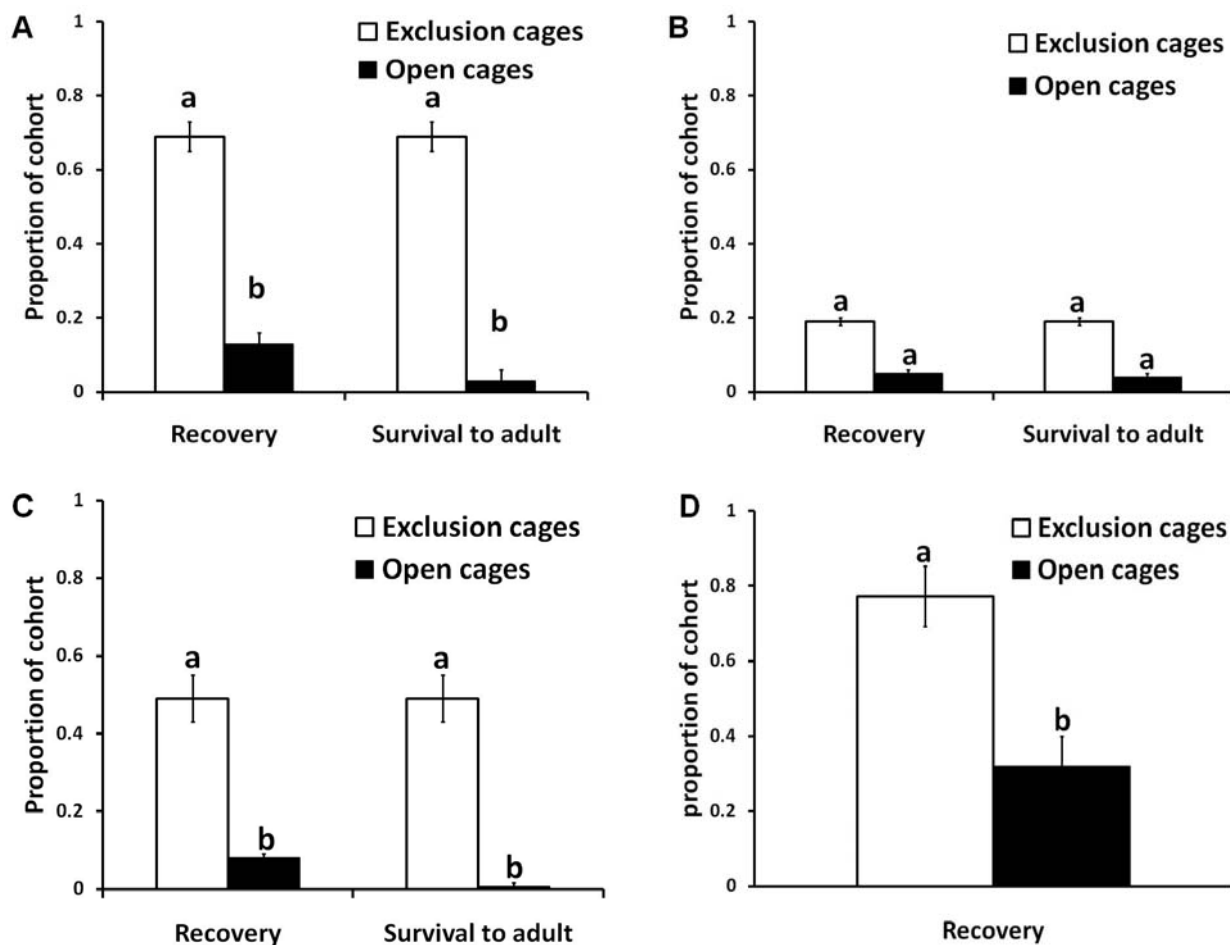 A
Proportion of cohort
1
0.8
0.6
0.4
0.2
0
Exclusion cages
Open cages
a
b
a
b
Recovery
Survival to adult
B
Proportion of cohort
1
0.8
0.6
0.4
0.2
0
Exclusion cages
Open cages
a
a
a
a
Recovery
Survival to adult
C
Proportion of cohort
1
0.8
0.6
0.4
0.2
0
Exclusion cages
Open cages
a
b
a
b
Recovery
Survival to adult
D
proportion of cohort
1
0.8
0.6
0.4
0.2
0
Exclusion cages
Open cages
a
b
Recovery